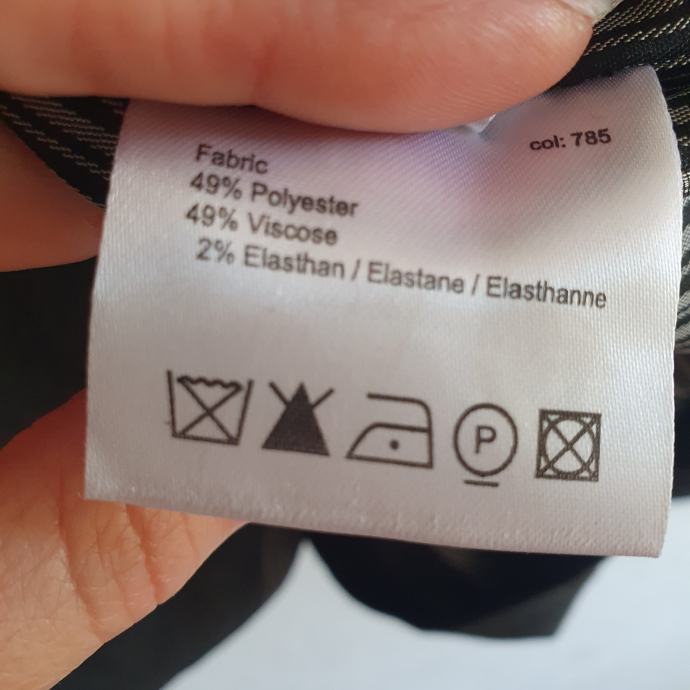 col: 785
Fabric
49% Polyester
49% Viscose
2% Elasthan / Elastane / Elasthanne
P